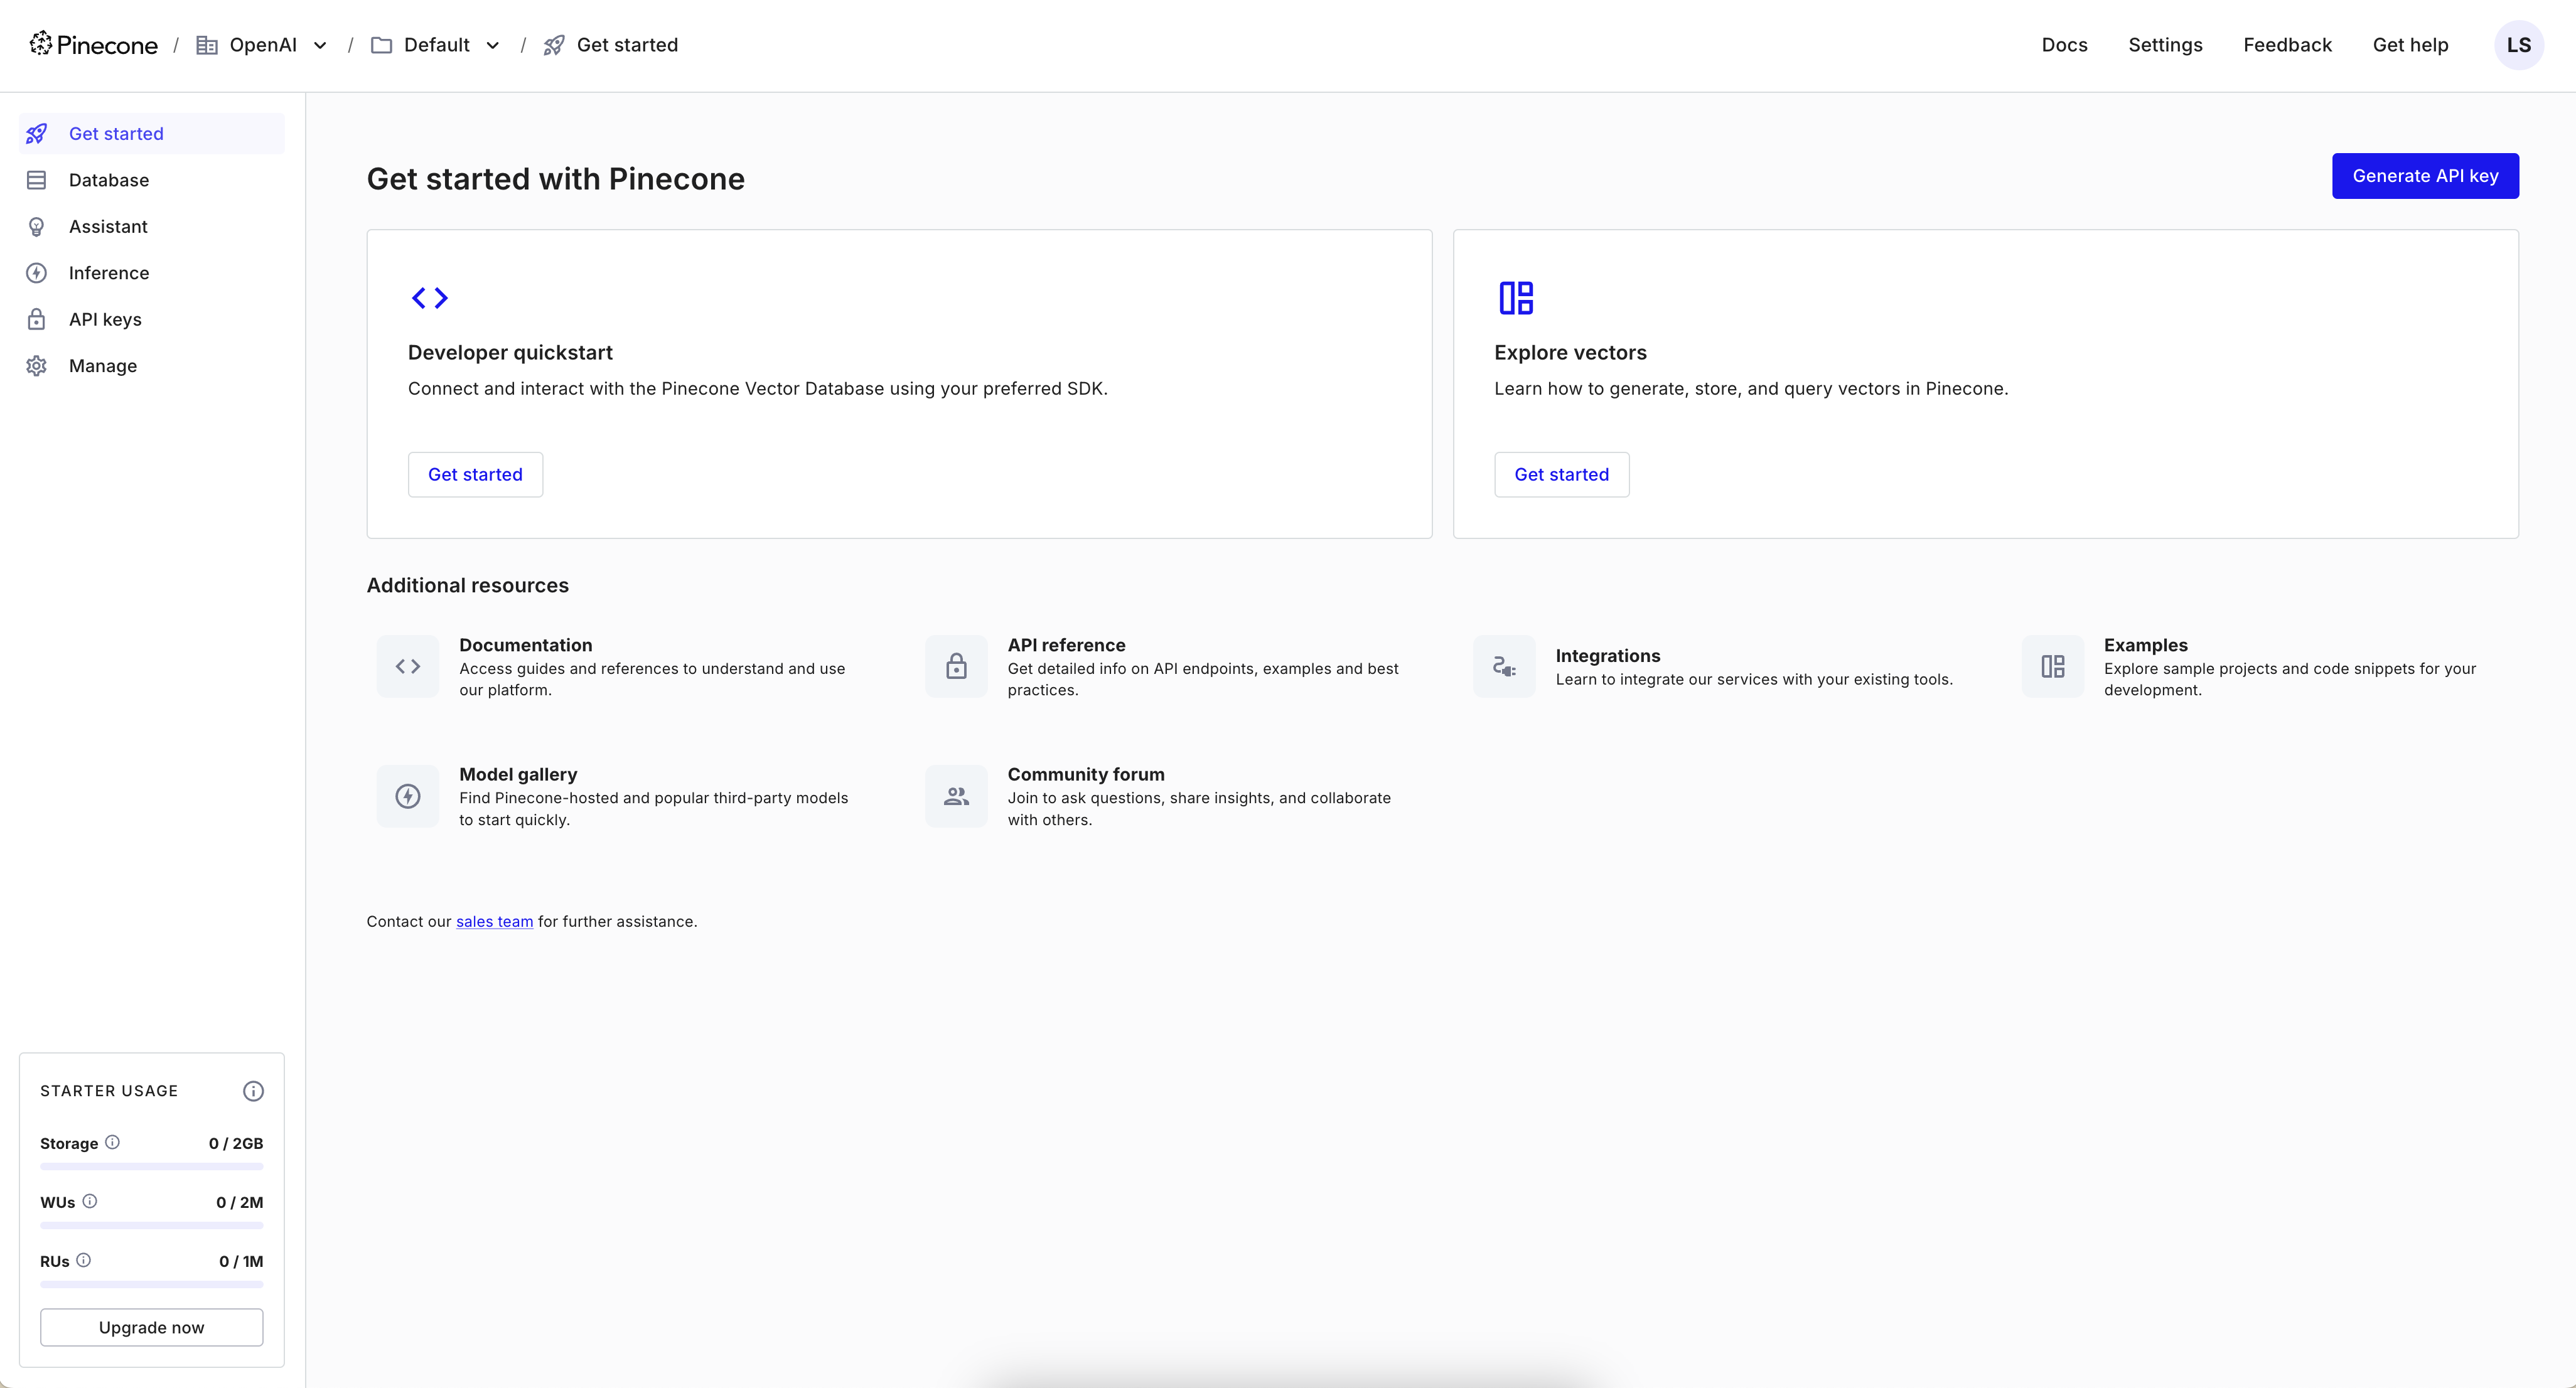 Pinecone / OpenAI / Default / Get started
Docs Settings Feedback Get help LS
Get started
Database
Assistant
Inference
API keys
Manage
Get started with Pinecone
Generate API key
Developer quickstart
Connect and interact with the Pinecone Vector Database using your preferred SDK.
Get started
Explore vectors
Learn how to generate, store, and query vectors in Pinecone.
Get started
Additional resources
Documentation
Access guides and references to understand and use
our platform.
API reference
Get detailed info on API endpoints, examples and best
practices.
Integrations
Learn to integrate our services with your existing tools.
Examples
Explore sample projects and code snippets for your
development.
Model gallery
Find Pinecone-hosted and popular third-party models
to start quickly.
Community forum
Join to ask questions, share insights, and collaborate
with others.
Contact our sales team for further assistance.
STARTER USAGE
Storage 0 / 2GB
WUs 0 / 2M
RUs 0 / 1M
Upgrade now